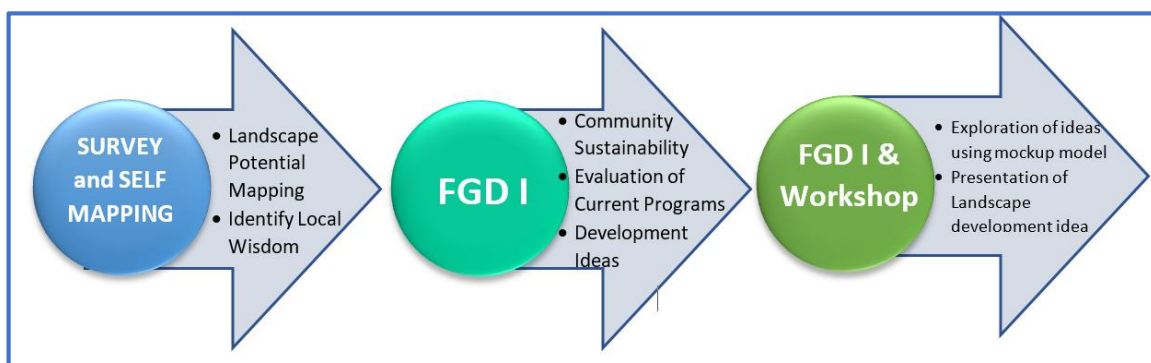 SURVEY
and SELF
MAPPING
• Landscape
Potential
Mapping
• Identify Local
Wisdom
FGD I
• Community
Sustainability
• Evaluation of
Current Programs
• Development
Ideas
FGD I &
Workshop
• Exploration of ideas
using mockup model
• Presentation of
Landscape
development idea